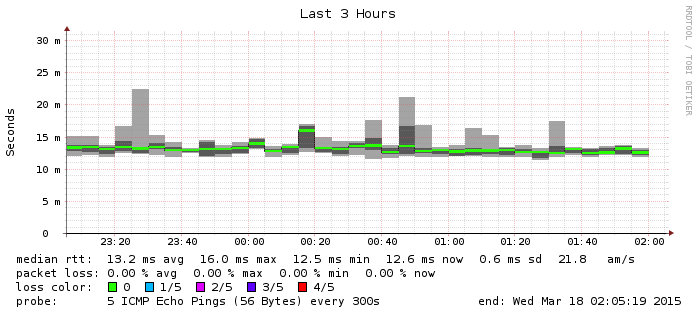 Last 3 Hours
RRDTOOL / TOBI OETIKER
Seconds
30 m
25 m
20 m
15 m
10 m
5 m
0
23:20 23:40 00:00 00:20 00:40 01:00 01:20 01:40 02:00
median rtt: 13.2 ms avg 16.0 ms max 12.5 ms min 12.6 ms now 0.6 ms sd 21.8 am/s
packet loss: 0.00 % avg 0.00 % max 0.00 % min 0.00 % now
loss color: 0 1/5 2/5 3/5 4/5
probe: 5 ICMP Echo Pings (56 Bytes) every 300s end: Wed Mar 18 02:05:19 2015